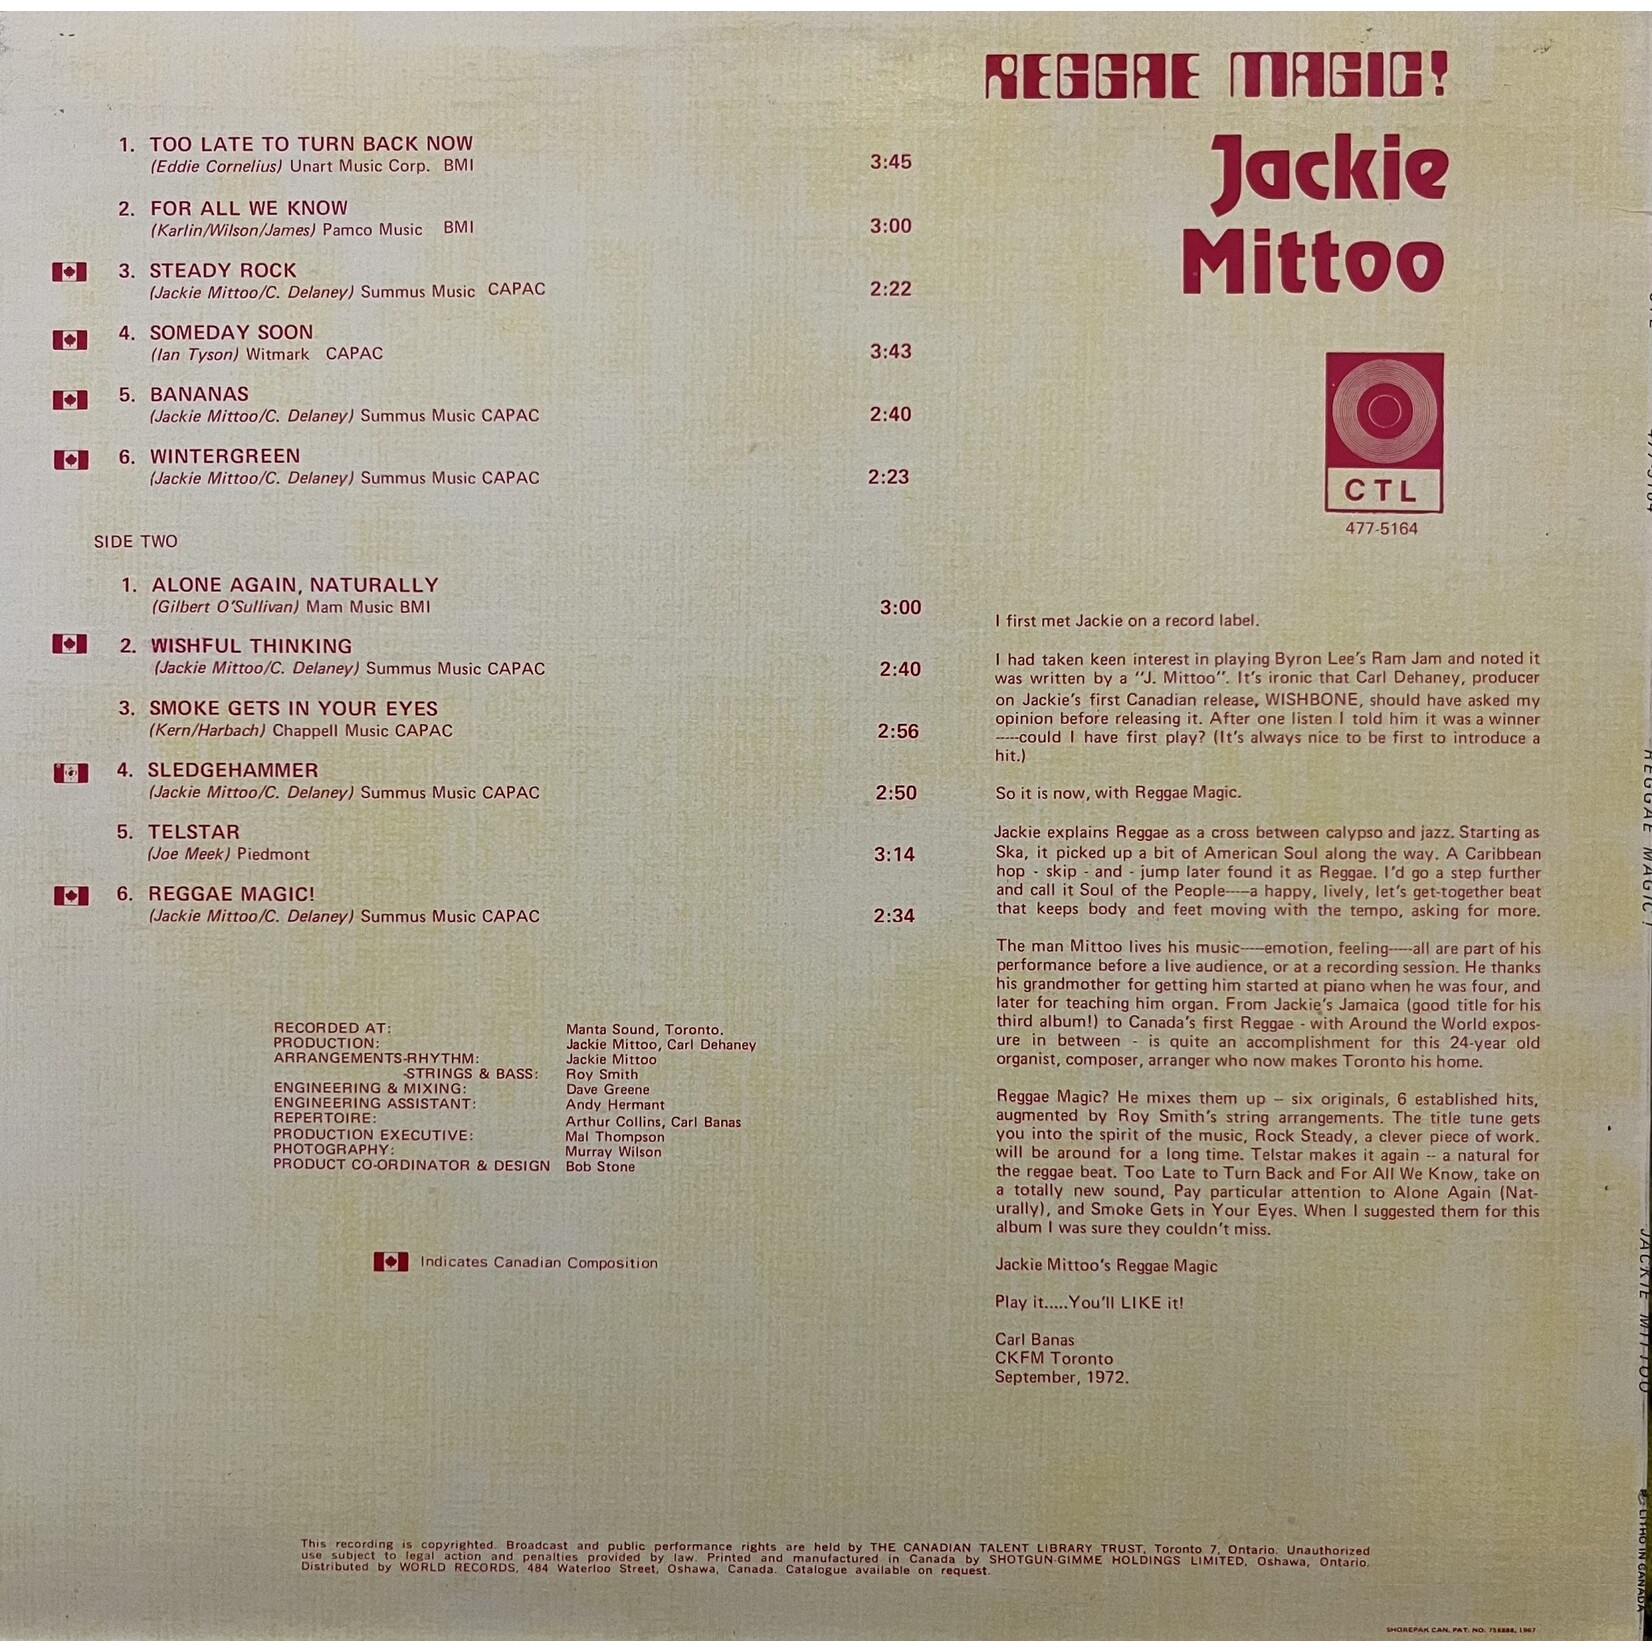 REGGAE MAGIC!
Jackie
Mittoo
CTL
477-5164
1. TOO LATE TO TURN BACK NOW
(Eddie Cornelius) Unart Music Corp. BMI 3:45
2. FOR ALL WE KNOW
(Karlin/Wilson/James) Pamco Music BMI 3:00
3. STEADY ROCK
(Jackie Mittoo/C. Delaney) Summus Music CAPAC 2:22
4. SOMEDAY SOON
(Ian Tyson) Witmark CAPAC 3:43
5. BANANAS
(Jackie Mittoo/C. Delaney) Summus Music CAPAC 2:40
6. WINTERGREEN
(Jackie Mittoo/C. Delaney) Summus Music CAPAC 2:23
SIDE TWO
1. ALONE AGAIN, NATURALLY
(Gilbert O'Sullivan) Mam Music BMI 3:00
2. WISHFUL THINKING
(Jackie Mittoo/C. Delaney) Summus Music CAPAC 2:40
3. SMOKE GETS IN YOUR EYES
(Kern/Harbach) Chappell Music CAPAC 2:56
4. SLEDGEHAMMER
(Jackie Mittoo/C. Delaney) Summus Music CAPAC 2:50
5. TELSTAR
(Joe Meek) Piedmont 3:14
6. REGGAE MAGIC!
(Jackie Mittoo/C. Delaney) Summus Music CAPAC 2:34
RECORDED AT: Manta Sound, Toronto.
PRODUCTION: Jackie Mittoo, Carl Dehaney
ARRANGEMENTS-RHYTHM: Jackie Mittoo
-STRINGS & BASS: Roy Smith
ENGINEERING & MIXING: Dave Greene
ENGINEERING ASSISTANT: Andy Hermant
REPERTOIRE: Arthur Collins, Carl Banas
PRODUCTION EXECUTIVE: Mal Thompson
PHOTOGRAPHY: Murray Wilson
PRODUCT CO-ORDINATOR & DESIGN Bob Stone
Indicates Canadian Composition
I first met Jackie on a record label.
I had taken keen interest in playing Byron Lee's Ram Jam and noted it
was written by a "J. Mittoo". It's ironic that Carl Dehaney, producer
on Jackie's first Canadian release, WISHBONE, should have asked my
opinion before releasing it. After one listen I told him it was a winner
----could I have first play? (It's always nice to be first to introduce a
hit.)
So it is now, with Reggae Magic.
Jackie explains Reggae as a cross between calypso and jazz. Starting as
Ska, it picked up a bit of American Soul along the way. A Caribbean
hop - skip - and - jump later found it as Reggae. I'd go a step further
and call it Soul of the People----a happy, lively, let's get-together beat
that keeps body and feet moving with the tempo, asking for more.
The man Mittoo lives his music----emotion, feeling----all are part of his
performance before a live audience, or at a recording session. He thanks
his grandmother for getting him started at piano when he was four, and
later for teaching him organ. From Jackie's Jamaica (good title for his
third album!) to Canada's first Reggae - with Around the World expos-
ure in between - is quite an accomplishment for this 24-year old
organist, composer, arranger who now makes Toronto his home.
Reggae Magic? He mixes them up – six originals, 6 established hits,
augmented by Roy Smith's string arrangements. The title tune gets
you into the spirit of the music, Rock Steady, a clever piece of work.
will be around for a long time. Telstar makes it again -- a natural for
the reggae beat. Too Late to Turn Back and For All We Know, take on
a totally new sound, Pay particular attention to Alone Again (Nat-
urally), and Smoke Gets in Your Eyes. When I suggested them for this
album I was sure they couldn't miss.
Jackie Mittoo's Reggae Magic
Play it.....You'll LIKE it!
Carl Banas
CKFM Toronto
September, 1972.
This recording is copyrighted. Broadcast and public performance rights are held by THE CANADIAN TALENT LIBRARY TRUST, Toronto 7, Ontario. Unauthorized
use subject to legal action and penalties provided by law. Printed and manufactured in Canada by SHOTGUN-GIMME HOLDINGS LIMITED, Oshawa, Ontario.
Distributed by WORLD RECORDS, 484 Waterloo Street, Oshawa, Canada. Catalogue available on request.
SHOREPAK CAN. PAT. NO. 1967
477-5164
REGGAE MAGIC!
JACKIE MITTOO
LITHO IN CANADA